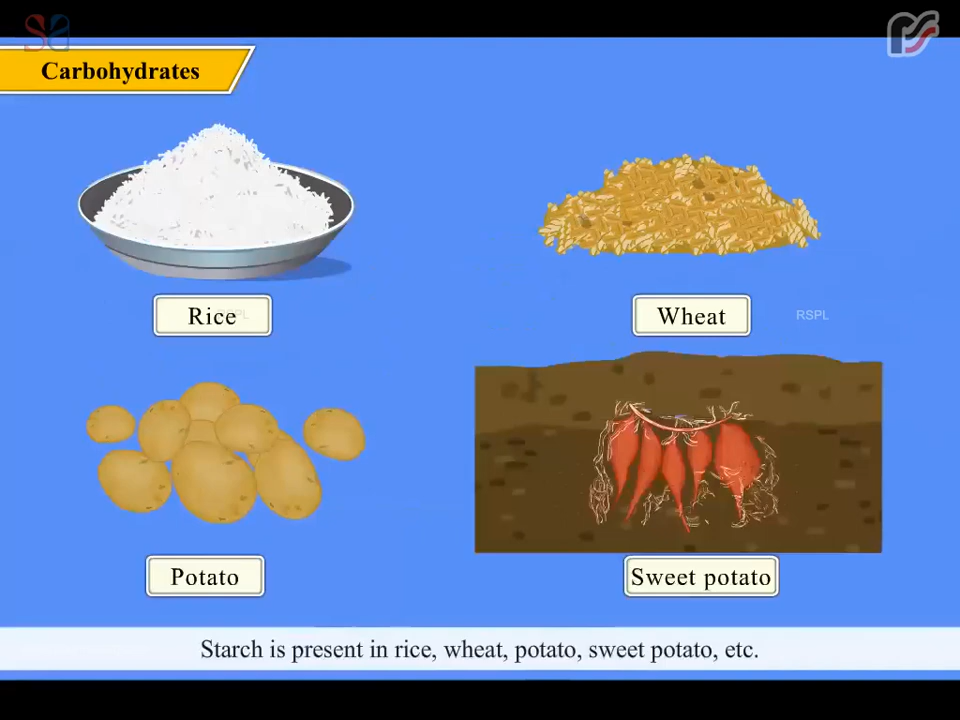 Carbohydrates
Rice
Wheat
RSPL
Potato
Sweet potato
Starch is present in rice, wheat, potato, sweet potato, etc.